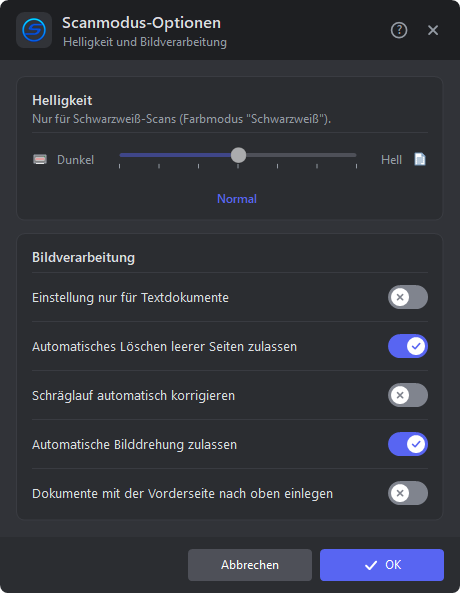 Scanmodus-Optionen
Helligkeit und Bildverarbeitung
Helligkeit
Nur für Schwarzweiß-Scans (Farbmodus "Schwarzweiß").
Dunkel
Hell
Normal
Bildverarbeitung
Einstellung nur für Textdokumente
Automatisches Löschen leerer Seiten zulassen
Schräglauf automatisch korrigieren
Automatische Bilddrehung zulassen
Dokumente mit der Vorderseite nach oben einlegen
Abbrechen
OK